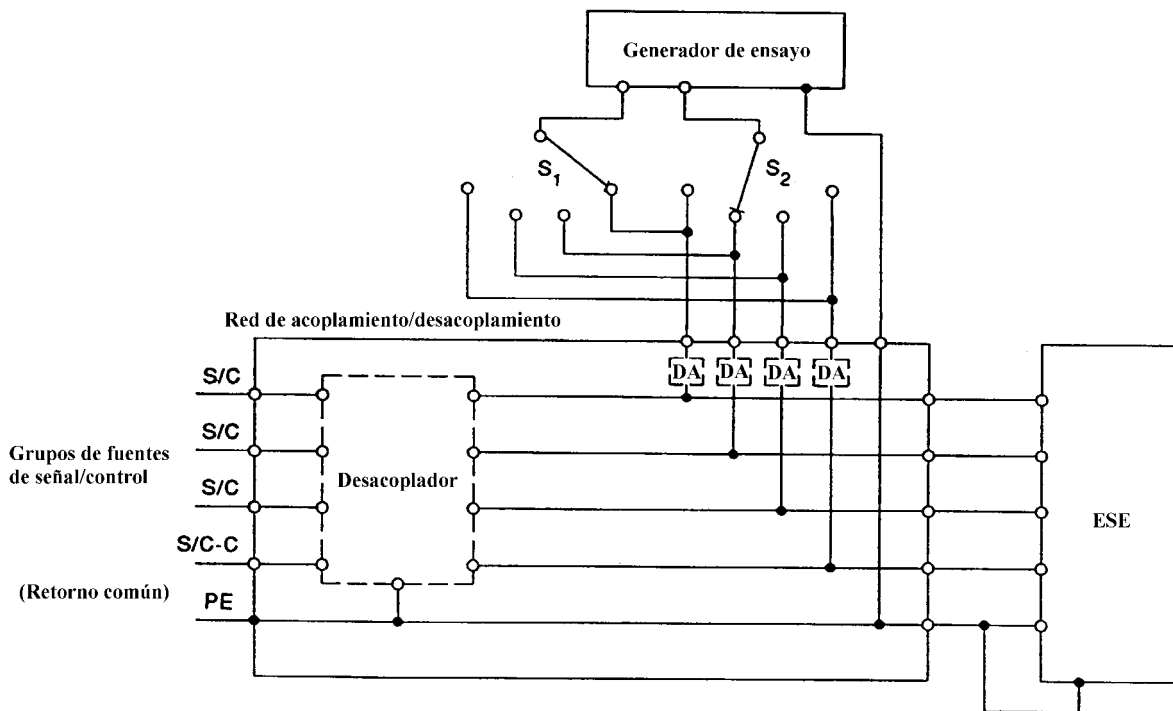 Generador de ensayo
S1
S2
Red de acoplamiento/desacoplamiento
DA
DA
DA
DA
S/C
S/C
Grupos de fuentes
de señal/control
Desacoplador
S/C
ESE
S/C-C
(Retorno común)
PE